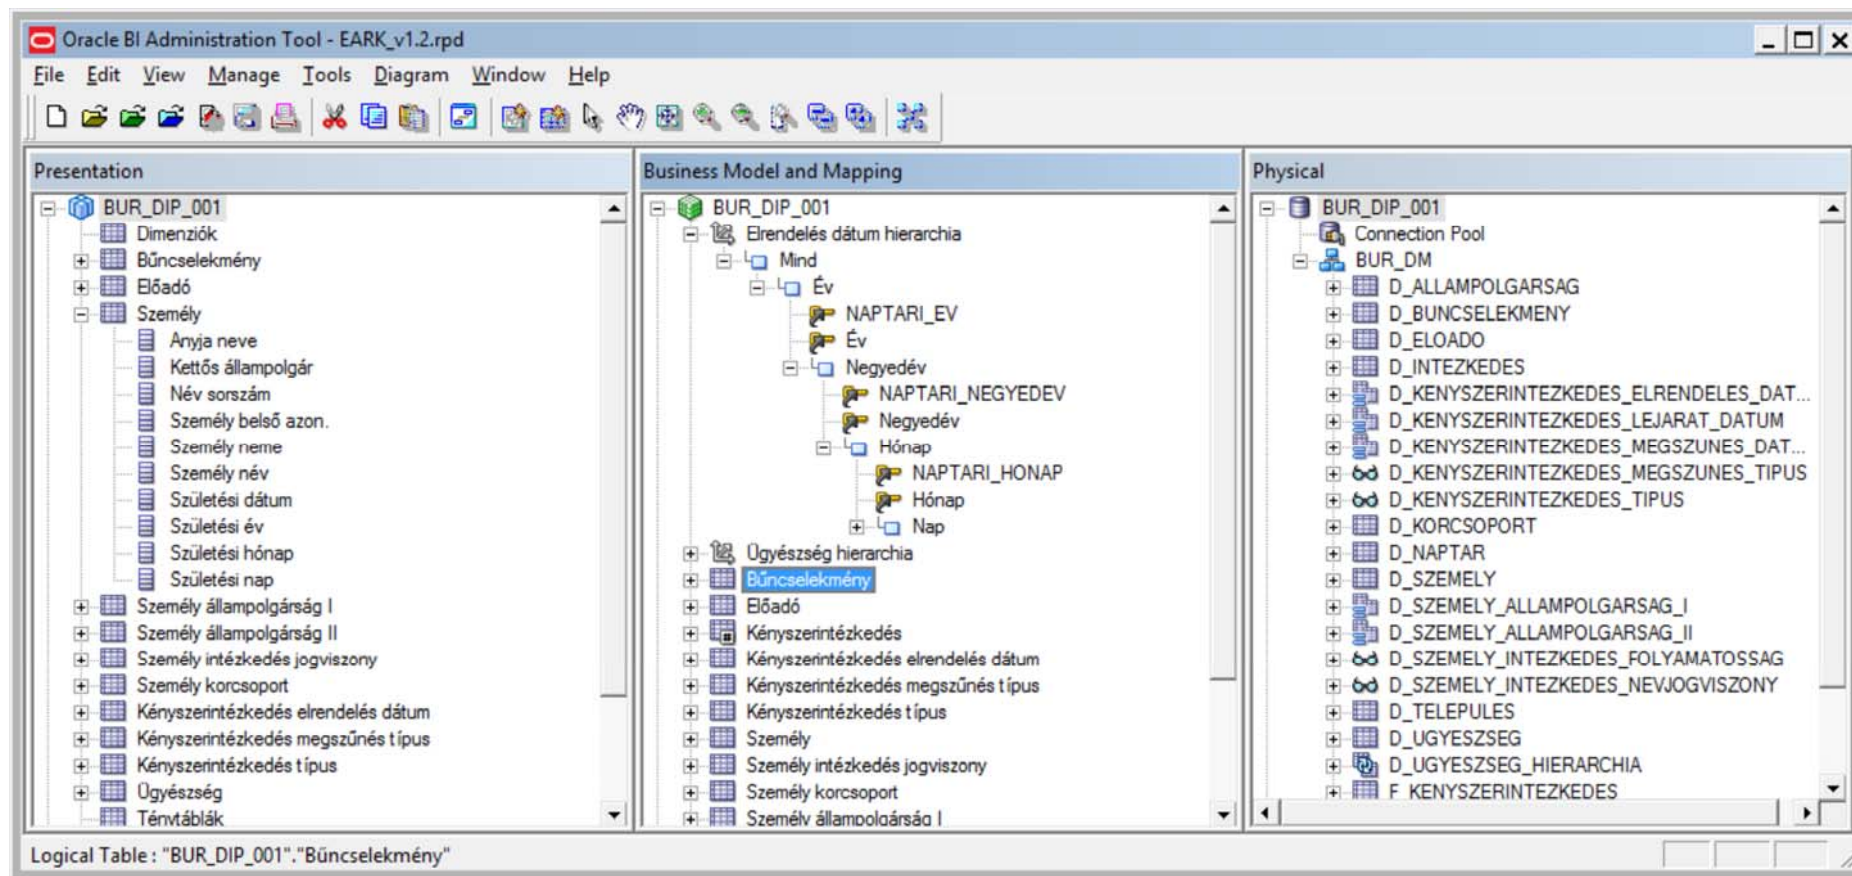 Oracle BI Administration Tool - EARK_v1.2.rpd
File Edit View Manage Tools Diagram Window Help
Presentation
BUR_DIP_001
Dimenziók
Bűncselekmény
Előadó
Személy
Anyja neve
Kettős állampolgár
Név sorszám
Személy belső azon.
Személy neme
Személy név
Születési dátum
Születési év
Születési hónap
Születési nap
Személy állampolgárság I
Személy állampolgárság II
Személy intézkedés jogviszony
Személy korcsoport
Kényszerintézkedés elrendelés dátum
Kényszerintézkedés megszűnés típus
Kényszerintézkedés típus
Ügyészség
Ténytáblák
Business Model and Mapping
BUR_DIP_001
Elrendelés dátum hierarchia
Mind
Év
NAPTARI_EV
Év
Negyedév
NAPTARI_NEGYEDEV
Negyedév
Hónap
NAPTARI_HONAP
Hónap
Nap
Ügyészség hierarchia
Bűncselekmény
Előadó
Kényszerintézkedés
Kényszerintézkedés elrendelés dátum
Kényszerintézkedés megszűnés típus
Kényszerintézkedés típus
Személy
Személy intézkedés jogviszony
Személy korcsoport
Személy állampolgárság I
Physical
BUR_DIP_001
Connection Pool
BUR_DM
D_ALLAMPOLGARSAG
D_BUNCSELEKMENY
D_ELOADO
D_INTEZKEDES
D_KENYSZERINTEZKEDES_ELRENDELES_DAT...
D_KENYSZERINTEZKEDES_LEJARAT_DATUM
D_KENYSZERINTEZKEDES_MEGSZUNES_DAT...
D_KENYSZERINTEZKEDES_MEGSZUNES_TIPUS
D_KENYSZERINTEZKEDES_TIPUS
D_KORCSOPORT
D_NAPTAR
D_SZEMELY
D_SZEMELY_ALLAMPOLGARSAG_I
D_SZEMELY_ALLAMPOLGARSAG_II
D_SZEMELY_INTEZKEDES_FOLYAMATOSSAG
D_SZEMELY_INTEZKEDES_NEVJOGVISZONY
D_TELEPULES
D_UGYESZSEG
D_UGYESZSEG_HIERARCHIA
F_KENYSZERINTEZKEDES
Logical Table : "BUR_DIP_001"."Bűncselekmény"